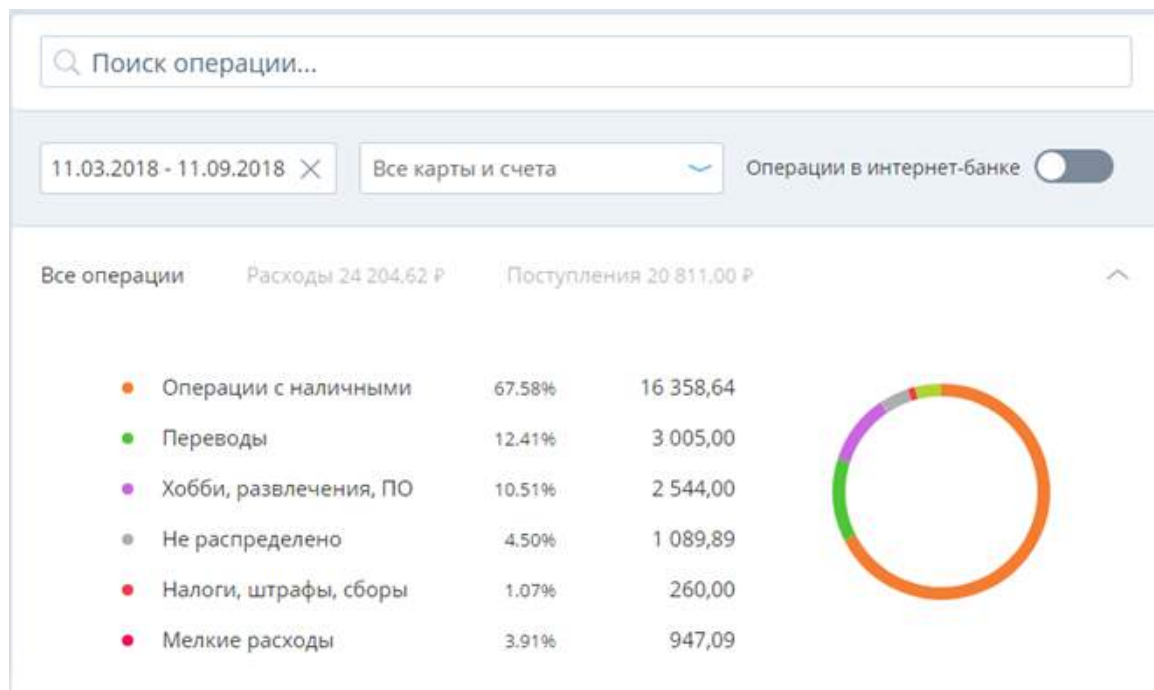 Поиск операции...
11.03.2018 - 11.09.2018 Все карты и счета Операции в интернет-банке
Все операции Расходы 24 204,62 ₽ Поступления 20 811,00 ₽
Операции с наличными 67.58% 16 358,64
Переводы 12.41% 3 005,00
Хобби, развлечения, ПО 10.51% 2 544,00
Не распределено 4.50% 1 089,89
Налоги, штрафы, сборы 1.07% 260,00
Мелкие расходы 3.91% 947,09